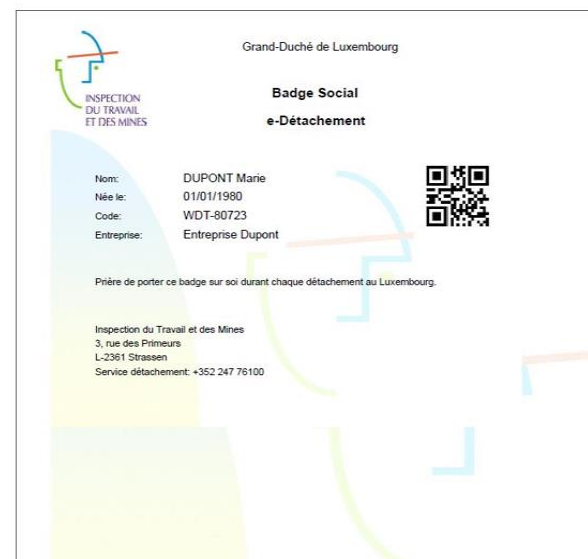 INSPECTION
DU TRAVAIL
ET DES MINES
Grand-Duché de Luxembourg
Badge Social
e-Détachement
Nom: DUPONT Marie
Née le: 01/01/1980
Code: WDT-80723
Entreprise: Entreprise Dupont
Prière de porter ce badge sur soi durant chaque détachement au Luxembourg.
Inspection du Travail et des Mines
3, rue des Primeurs
L-2361 Strassen
Service détachement: +352 247 76100